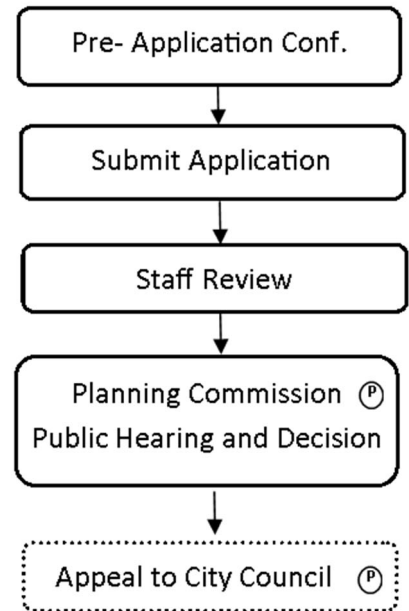 Pre- Application Conf.
Submit Application
Staff Review
Planning Commission Ⓟ
Public Hearing and Decision
Appeal to City Council Ⓟ